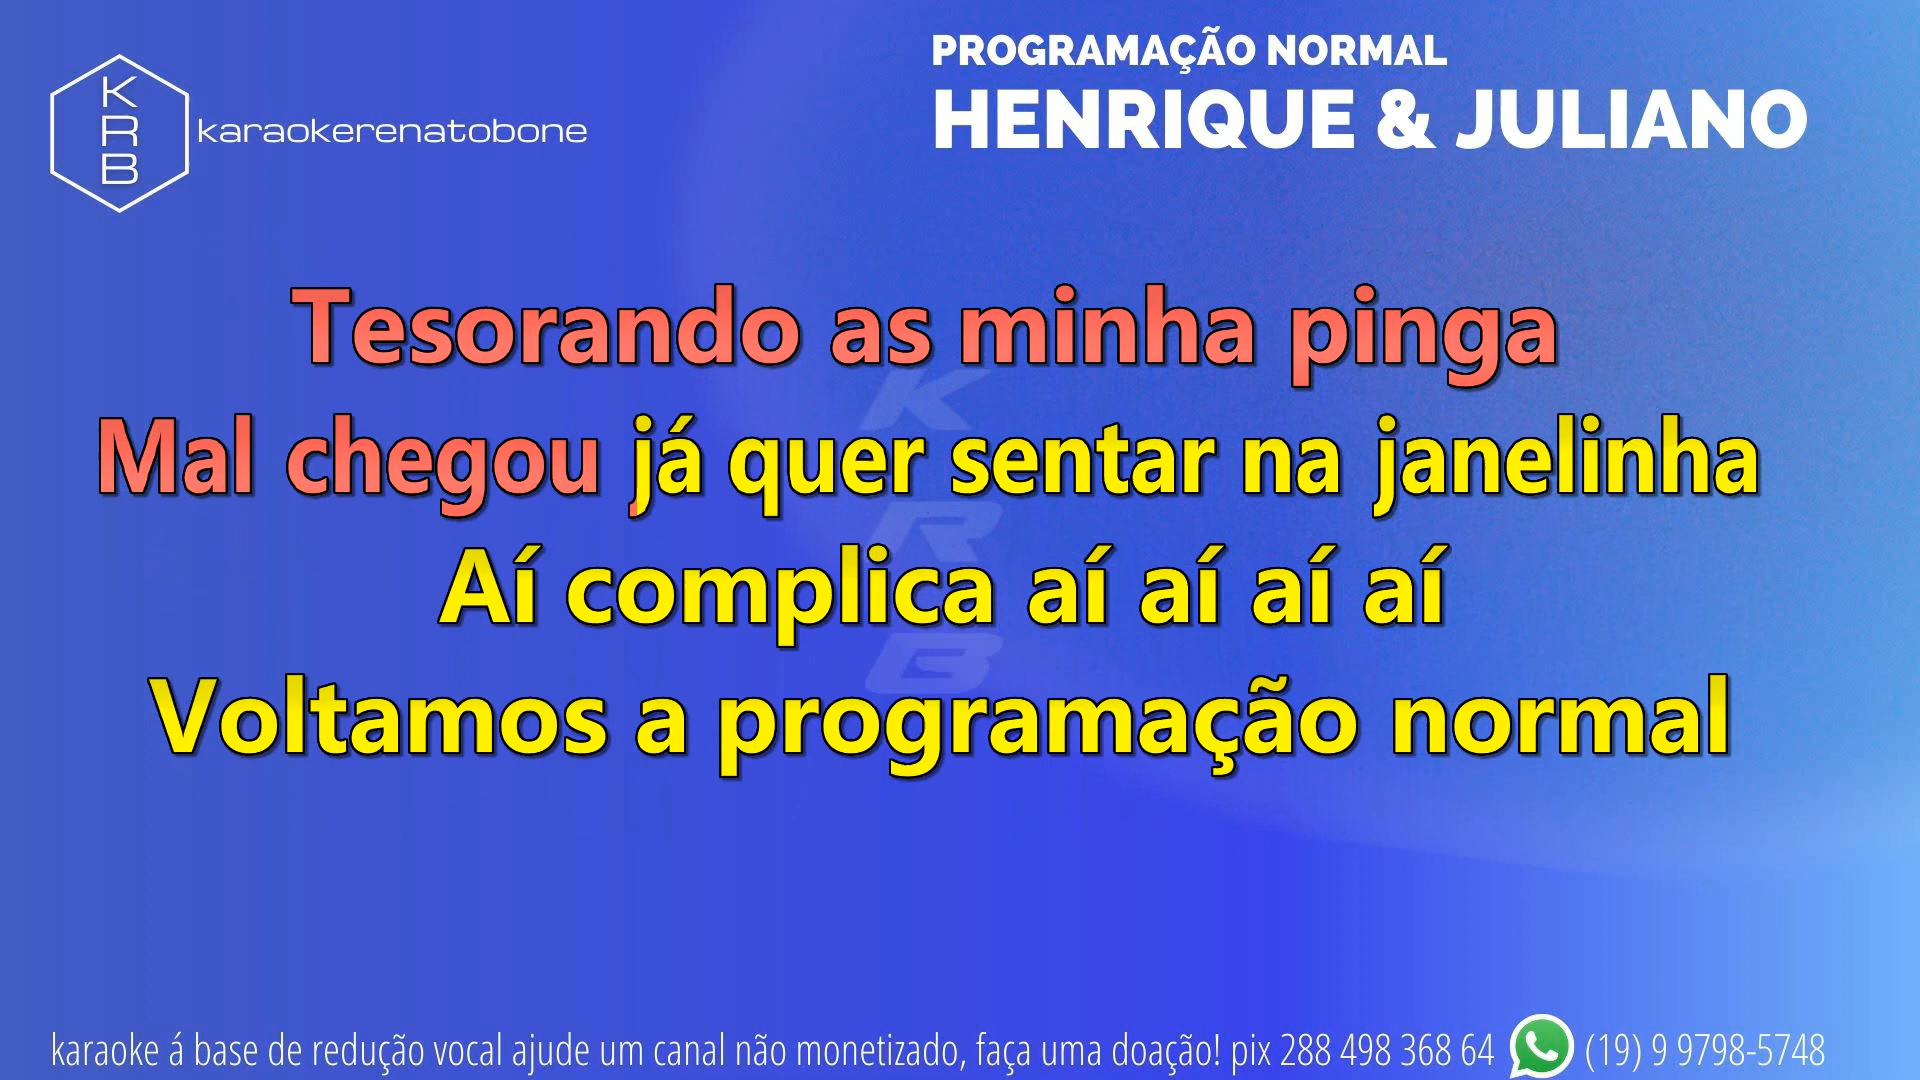 K
R
B
karaokerenatobone
PROGRAMAÇÃO NORMAL
HENRIQUE & JULIANO
Tesorando as minha pinga
Mal chegou já quer sentar na janelinha
Aí complica aí aí aí aí
Voltamos a programação normal
K
R
B
karaoke á base de redução vocal ajude um canal não monetizado, faça uma doação! pix 288 498 368 64 (19) 9 9798-5748